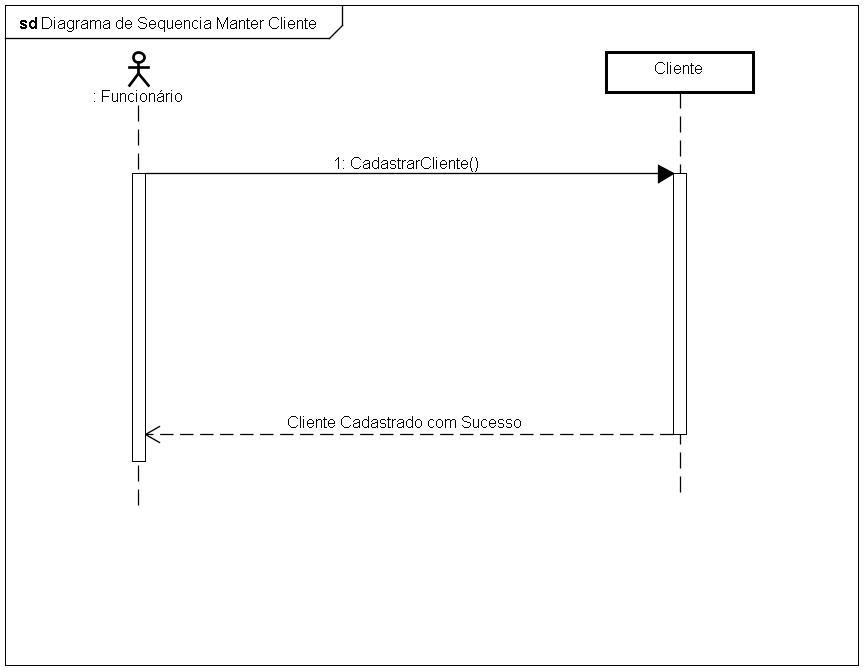 sd Diagrama de Sequencia Manter Cliente
: Funcionário
Cliente
1: CadastrarCliente()
Cliente Cadastrado com Sucesso